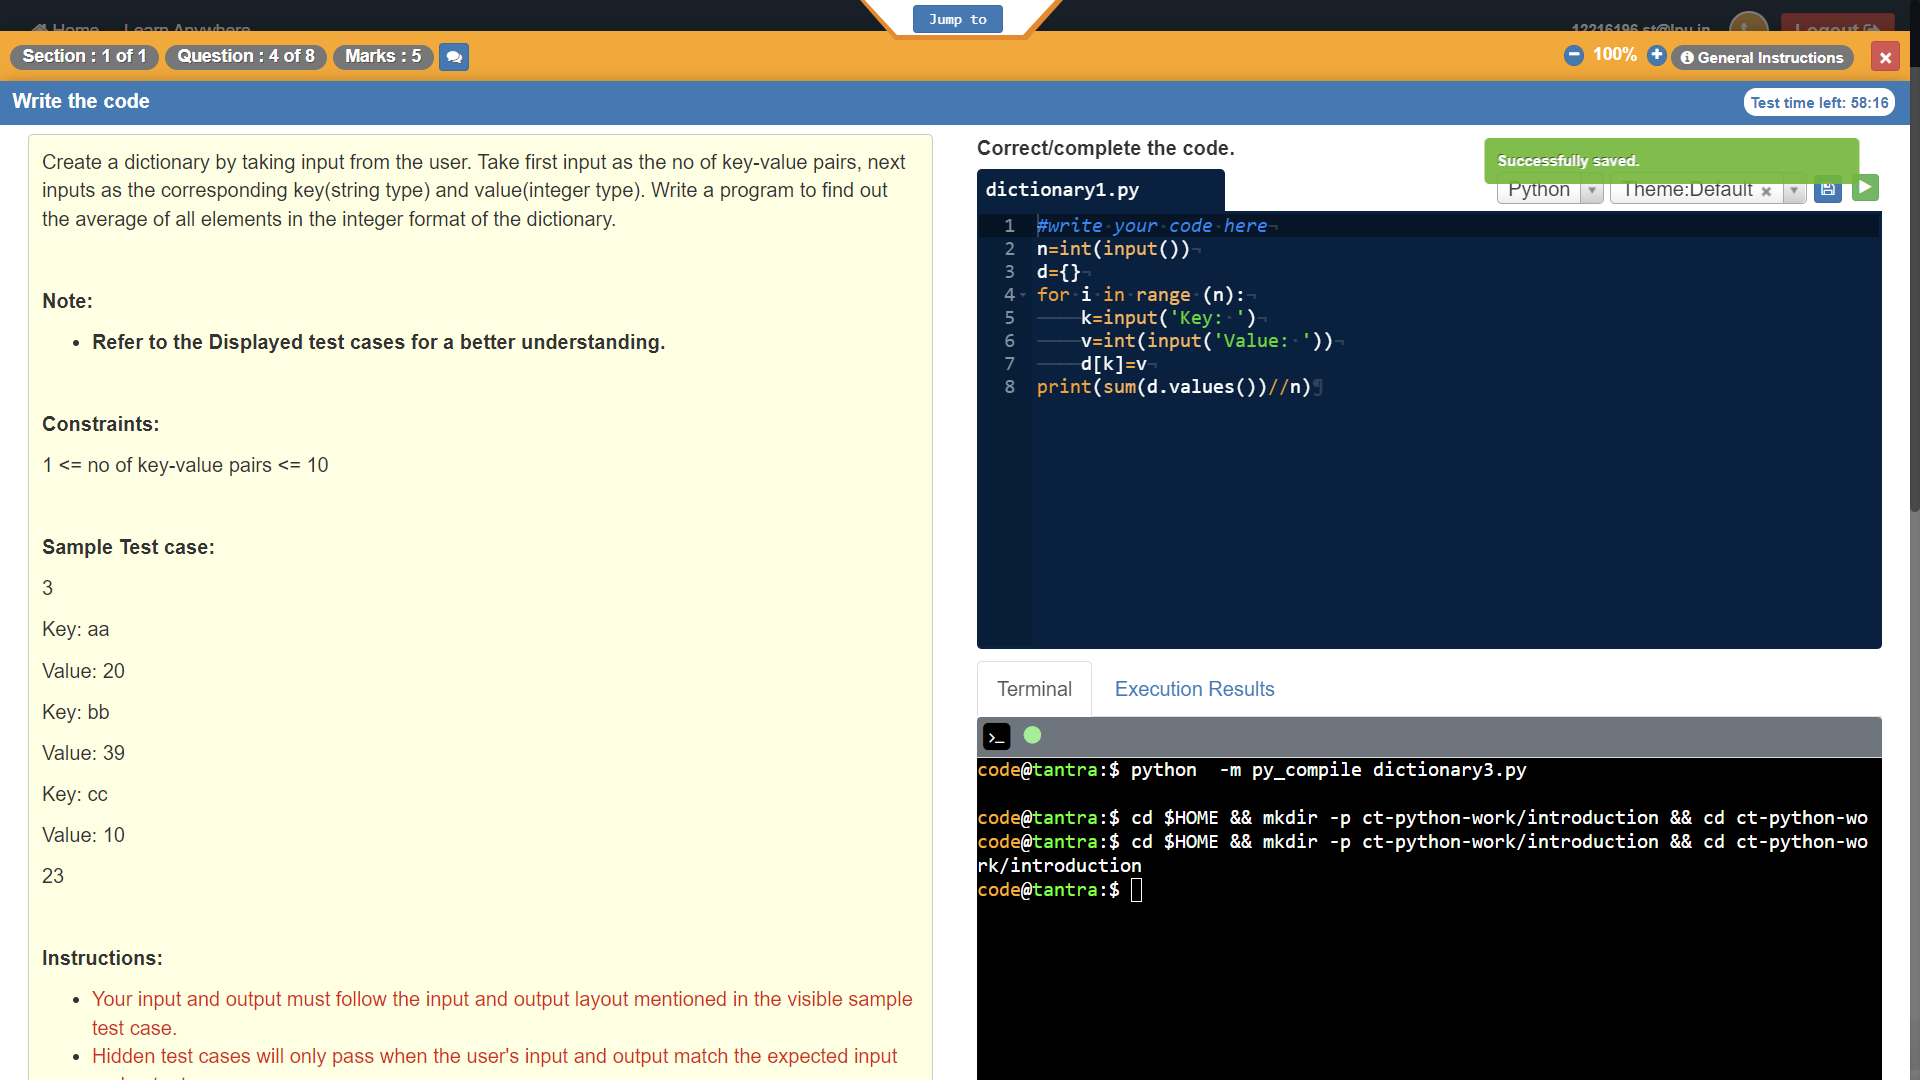 Jump to
Home Learn Anywhere
12216196.st@lpu.in Logout
Section : 1 of 1 Question : 4 of 8 Marks : 5
100% General Instructions
Write the code
Test time left: 58:16
Create a dictionary by taking input from the user. Take first input as the no of key-value pairs, next
inputs as the corresponding key(string type) and value(integer type). Write a program to find out
the average of all elements in the integer format of the dictionary.
Note:
• Refer to the Displayed test cases for a better understanding.
Constraints:
1 <= no of key-value pairs <= 10
Sample Test case:
3
Key: aa
Value: 20
Key: bb
Value: 39
Key: cc
Value: 10
23
Instructions:
• Your input and output must follow the input and output layout mentioned in the visible sample
test case.
• Hidden test cases will only pass when the user's input and output match the expected input
Correct/complete the code.
Successfully saved.
dictionary1.py
Python Theme:Default
1 #write your code here
2 n=int(input())
3 d={}
4 for i in range (n):
5 k=input('Key: ')
6 v=int(input('Value: '))
7 d[k]=v
8 print(sum(d.values())//n)
Terminal Execution Results
code@tantra:$ python  -m py_compile dictionary3.py
code@tantra:$ cd $HOME && mkdir -p ct-python-work/introduction && cd ct-python-wo
code@tantra:$ cd $HOME && mkdir -p ct-python-work/introduction && cd ct-python-wo
rk/introduction
code@tantra:$